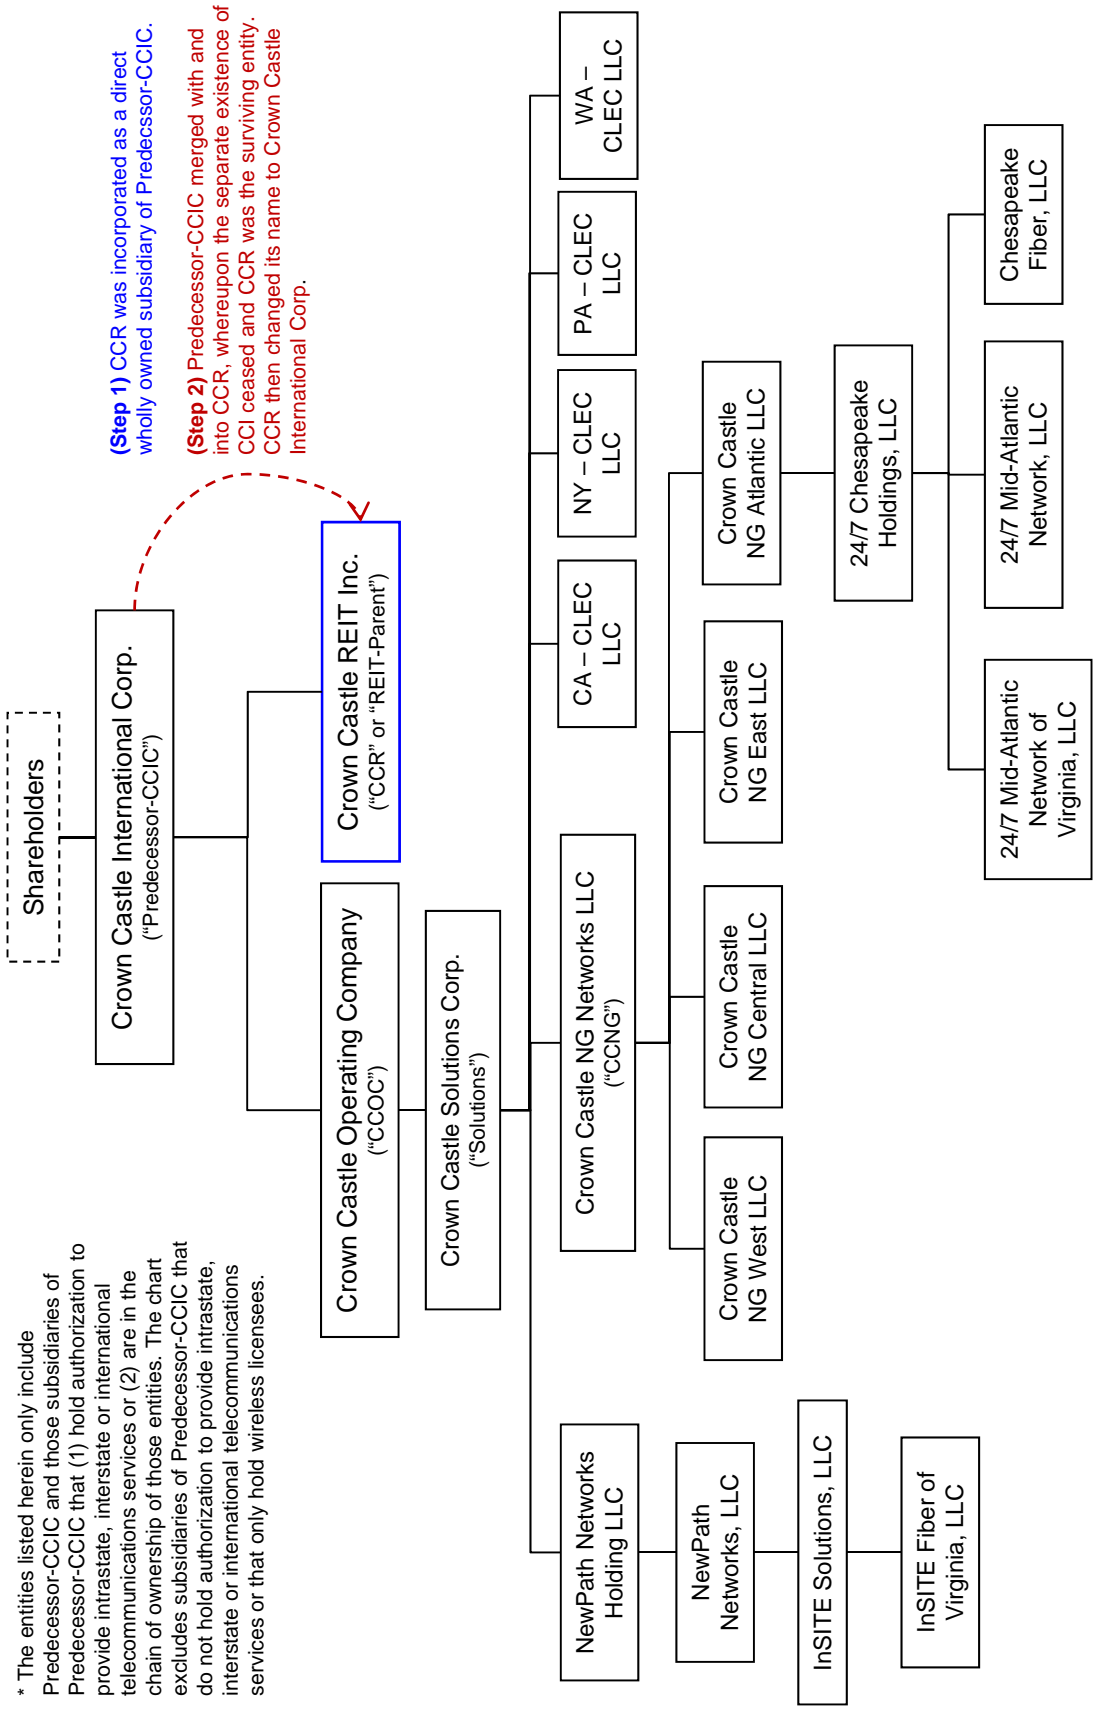 * The entities listed herein only include
Predecessor-CCIC and those subsidiaries of
Predecessor-CCIC that (1) hold authorization to
provide intrastate, interstate or international
telecommunications services or (2) are in the
chain of ownership of those entities. The chart
excludes subsidiaries of Predecessor-CCIC that
do not hold authorization to provide intrastate,
interstate or international telecommunications
services or that only hold wireless licensees.
Shareholders
Crown Castle International Corp.
(“Predecessor-CCIC”)
(Step 1) CCR was incorporated as a direct
wholly owned subsidiary of Predecssor-CCIC.
(Step 2) Predecessor-CCIC merged with and
into CCR, whereupon the separate existence of
CCI ceased and CCR was the surviving entity.
CCR then changed its name to Crown Castle
International Corp.
Crown Castle Operating Company
(“CCOC”)
Crown Castle REIT Inc.
(“CCR” or “REIT-Parent”)
Crown Castle Solutions Corp.
(“Solutions”)
NewPath Networks
Holding LLC
Crown Castle NG Networks LLC
(“CCNG”)
CA – CLEC
LLC
NY – CLEC
LLC
PA – CLEC
LLC
WA –
CLEC LLC
NewPath
Networks, LLC
Crown Castle
NG West LLC
Crown Castle
NG Central LLC
Crown Castle
NG East LLC
Crown Castle
NG Atlantic LLC
InSITE Solutions, LLC
24/7 Chesapeake
Holdings, LLC
InSITE Fiber of
Virginia, LLC
24/7 Mid-Atlantic
Network of
Virginia, LLC
24/7 Mid-Atlantic
Network, LLC
Chesapeake
Fiber, LLC